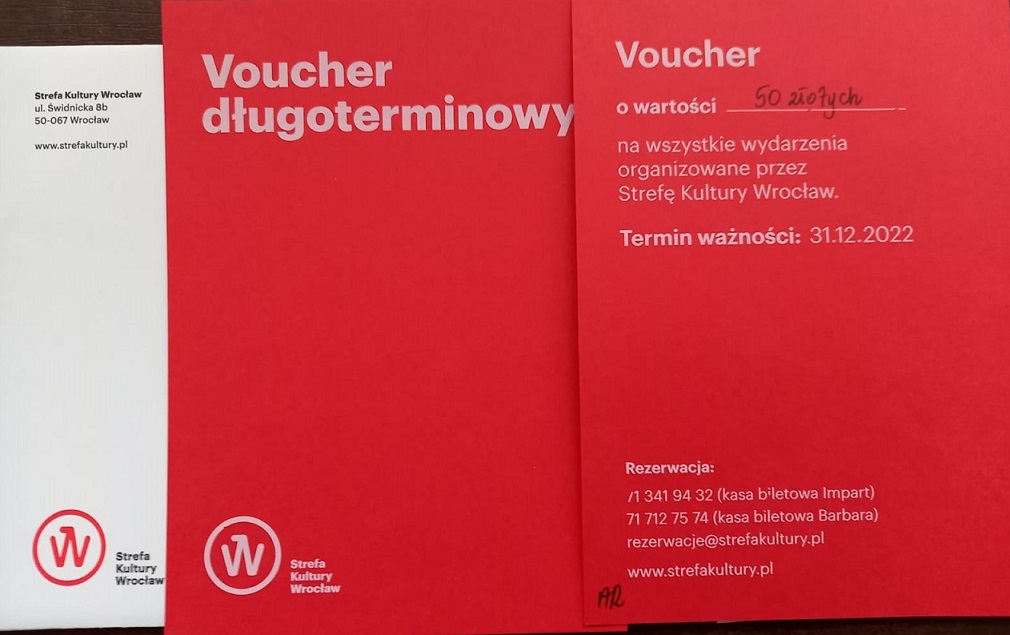 Strefa Kultury Wrocław
ul. Świdnicka 8b
50-067 Wrocław
www.strefakultury.pl
Strefa
Kultury
Wrocław
Voucher
długoterminowy
Strefa
Kultury
Wrocław
Voucher
o wartości 50 złotych
na wszystkie wydarzenia
organizowane przez
Strefę Kultury Wrocław.
Termin ważności: 31.12.2022
Rezerwacja:
71 341 94 32 (kasa biletowa Impart)
71 712 75 74 (kasa biletowa Barbara)
rezerwacje@strefakultury.pl
www.strefakultury.pl
AR